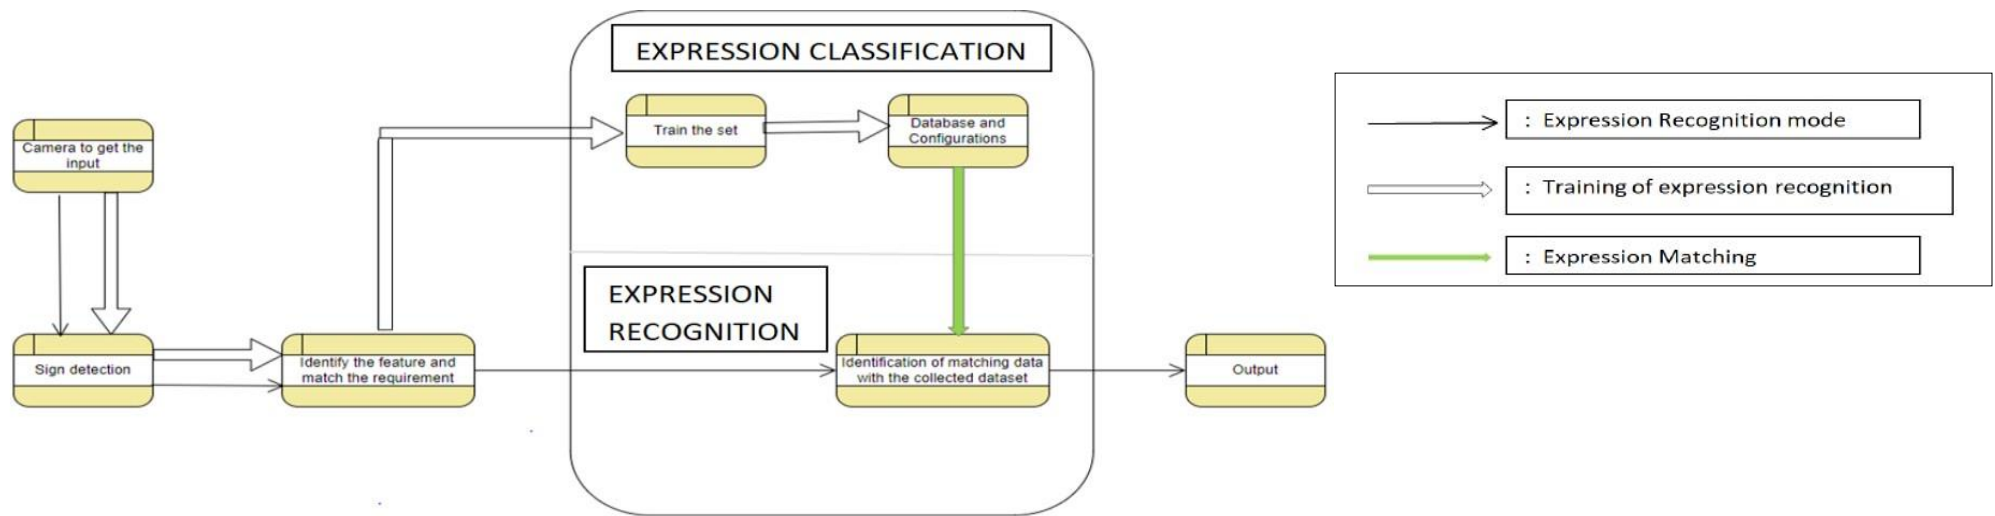 EXPRESSION CLASSIFICATION
Camera to get the
input
Train the set
Database and
Configurations
EXPRESSION
RECOGNITION
Sign detection
Identify the feature and
match the requirement
Identification of matching data
with the collected dataset
Output
: Expression Recognition mode
: Training of expression recognition
: Expression Matching